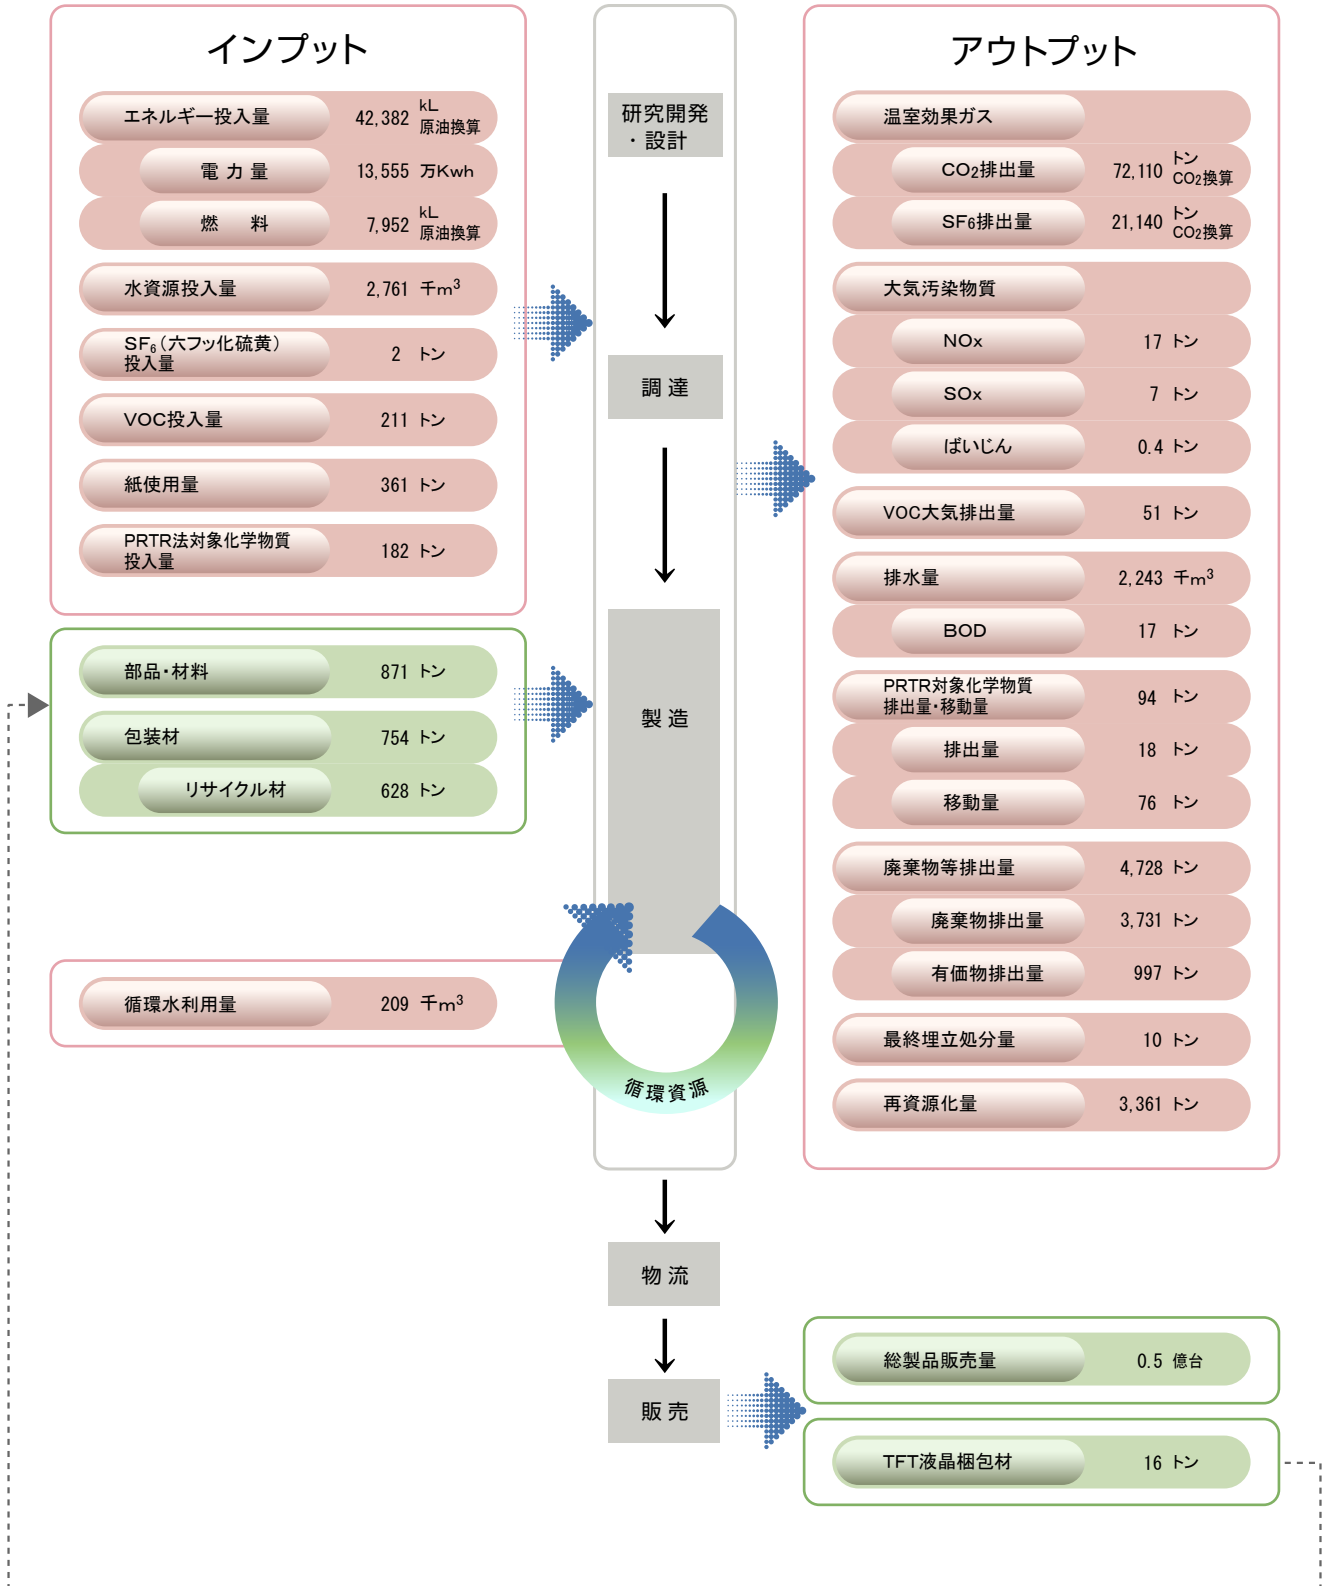 インプット
エネルギー投入量 42,382 kL 原油換算
電力量 13,555 万Kwh
燃　料 7,952 kL 原油換算
水資源投入量 2,761 千m3
SF6(六フッ化硫黄)
投入量 2 トン
VOC投入量 211 トン
紙使用量 361 トン
PRTR法対象化学物質
投入量 182 トン
部品・材料 871 トン
包装材 754 トン
リサイクル材 628 トン
循環水利用量 209 千m3
研究開発
・設計
調達
製造
循環資源
物流
販売
アウトプット
温室効果ガス
CO2排出量 72,110 トン CO2換算
SF6排出量 21,140 トン CO2換算
大気汚染物質
NOx 17 トン
SOx 7 トン
ばいじん 0.4 トン
VOC大気排出量 51 トン
排水量 2,243 千m3
BOD 17 トン
PRTR対象化学物質
排出量・移動量 94 トン
排出量 18 トン
移動量 76 トン
廃棄物等排出量 4,728 トン
廃棄物排出量 3,731 トン
有価物排出量 997 トン
最終埋立処分量 10 トン
再資源化量 3,361 トン
総製品販売量 0.5 億台
TFT液晶梱包材 16 トン